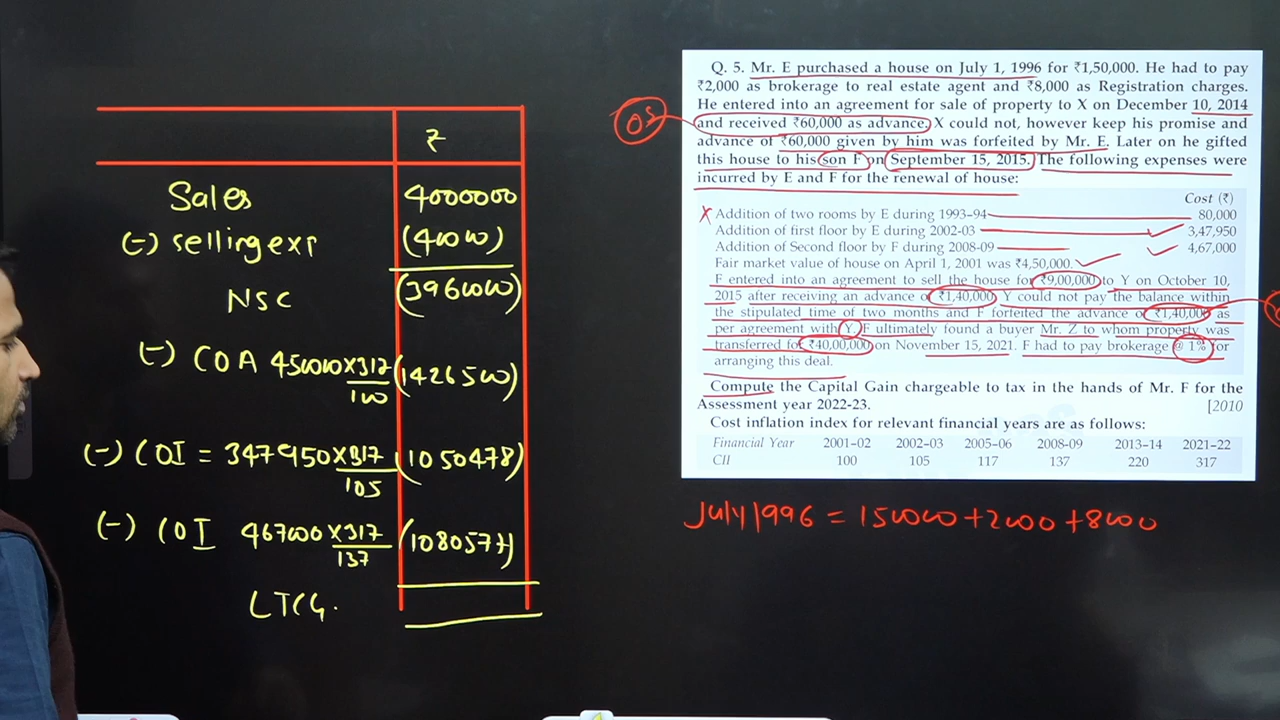 ₹
Sales 4000000
(-) selling exp (40000)
NSC (3960000)
(-) COA 450000×317/100 (1426500)
(-) COI = 347950×317/105 (1050478)
(-) COI 467000×317/137 (1080577)
LTCG.
OS
Q. 5. Mr. E purchased a house on July 1, 1996 for ₹1,50,000. He had to pay
₹2,000 as brokerage to real estate agent and ₹8,000 as Registration charges.
He entered into an agreement for sale of property to X on December 10, 2014
and received ₹60,000 as advance. X could not, however keep his promise and
advance of ₹60,000 given by him was forfeited by Mr. E. Later on he gifted
this house to his son F on September 15, 2015. The following expenses were
incurred by E and F for the renewal of house:
Cost (₹)
X Addition of two rooms by E during 1993-94 80,000
Addition of first floor by E during 2002-03 3,47,950
Addition of Second floor by F during 2008-09 4,67,000
Fair market value of house on April 1, 2001 was ₹4,50,000.
F entered into an agreement to sell the house for ₹9,00,000 to Y on October 10,
2015 after receiving an advance of ₹1,40,000. Y could not pay the balance within
the stipulated time of two months and F forfeited the advance of ₹1,40,000 as
per agreement with Y. F ultimately found a buyer Mr. Z to whom property was
transferred for ₹40,00,000 on November 15, 2021. F had to pay brokerage @ 1% for
arranging this deal.
Compute the Capital Gain chargeable to tax in the hands of Mr. F for the
Assessment year 2022-23. [2010
Cost inflation index for relevant financial years are as follows:
Financial Year 2001-02 2002-03 2005-06 2008-09 2013-14 2021-22
CII 100 105 117 137 220 317
July 1996 = 150000+2000+8000